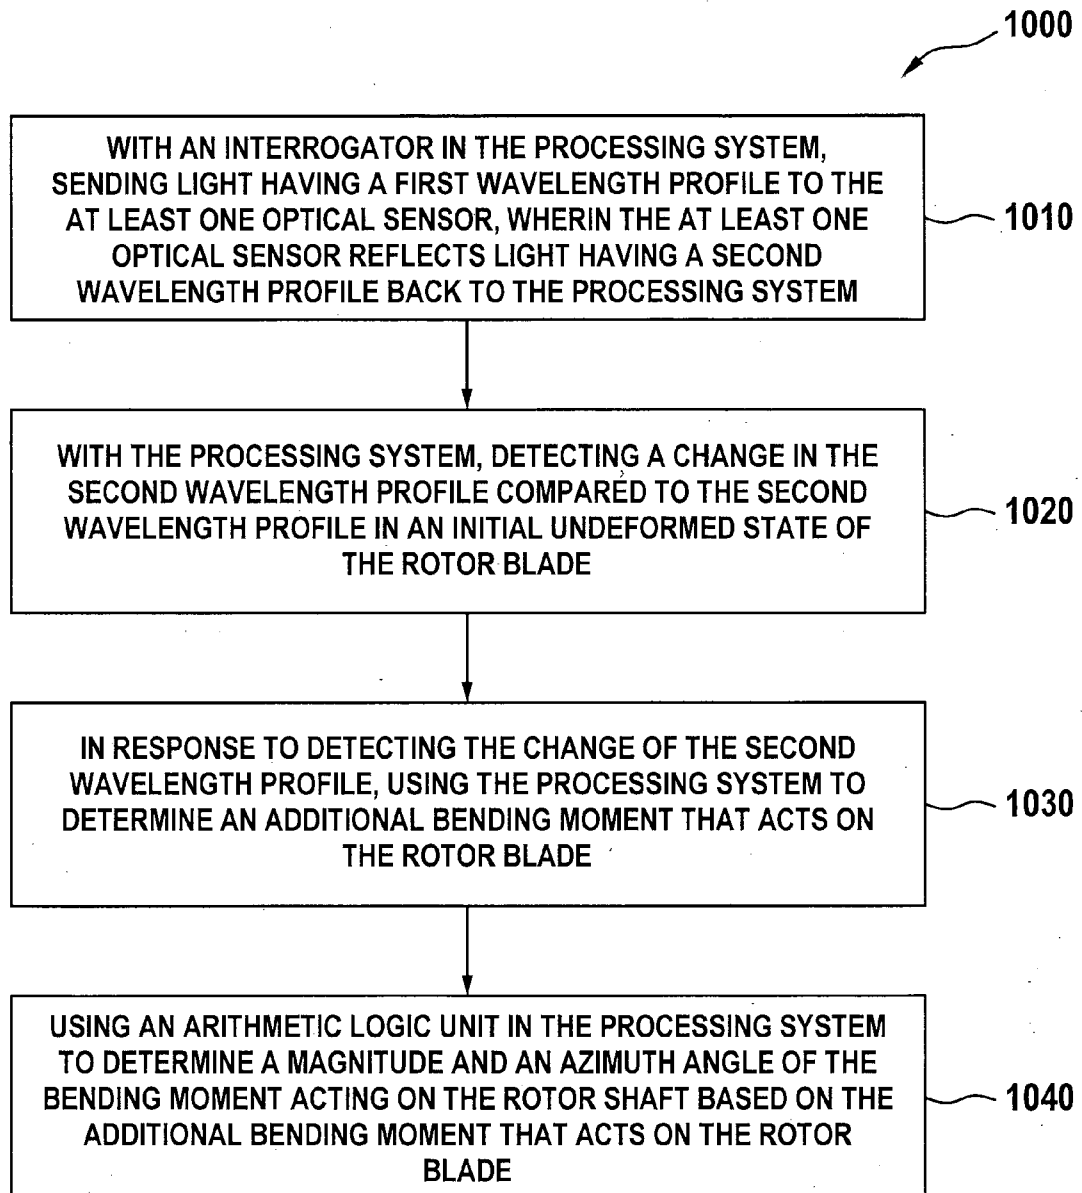 1000
WITH AN INTERROGATOR IN THE PROCESSING SYSTEM,
SENDING LIGHT HAVING A FIRST WAVELENGTH PROFILE TO THE
AT LEAST ONE OPTICAL SENSOR, WHERIN THE AT LEAST ONE
OPTICAL SENSOR REFLECTS LIGHT HAVING A SECOND
WAVELENGTH PROFILE BACK TO THE PROCESSING SYSTEM
1010
WITH THE PROCESSING SYSTEM, DETECTING A CHANGE IN THE
SECOND WAVELENGTH PROFILE COMPARED TO THE SECOND
WAVELENGTH PROFILE IN AN INITIAL UNDEFORMED STATE OF
THE ROTOR BLADE
1020
IN RESPONSE TO DETECTING THE CHANGE OF THE SECOND
WAVELENGTH PROFILE, USING THE PROCESSING SYSTEM TO
DETERMINE AN ADDITIONAL BENDING MOMENT THAT ACTS ON
THE ROTOR BLADE
1030
USING AN ARITHMETIC LOGIC UNIT IN THE PROCESSING SYSTEM
TO DETERMINE A MAGNITUDE AND AN AZIMUTH ANGLE OF THE
BENDING MOMENT ACTING ON THE ROTOR SHAFT BASED ON THE
ADDITIONAL BENDING MOMENT THAT ACTS ON THE ROTOR
BLADE
1040